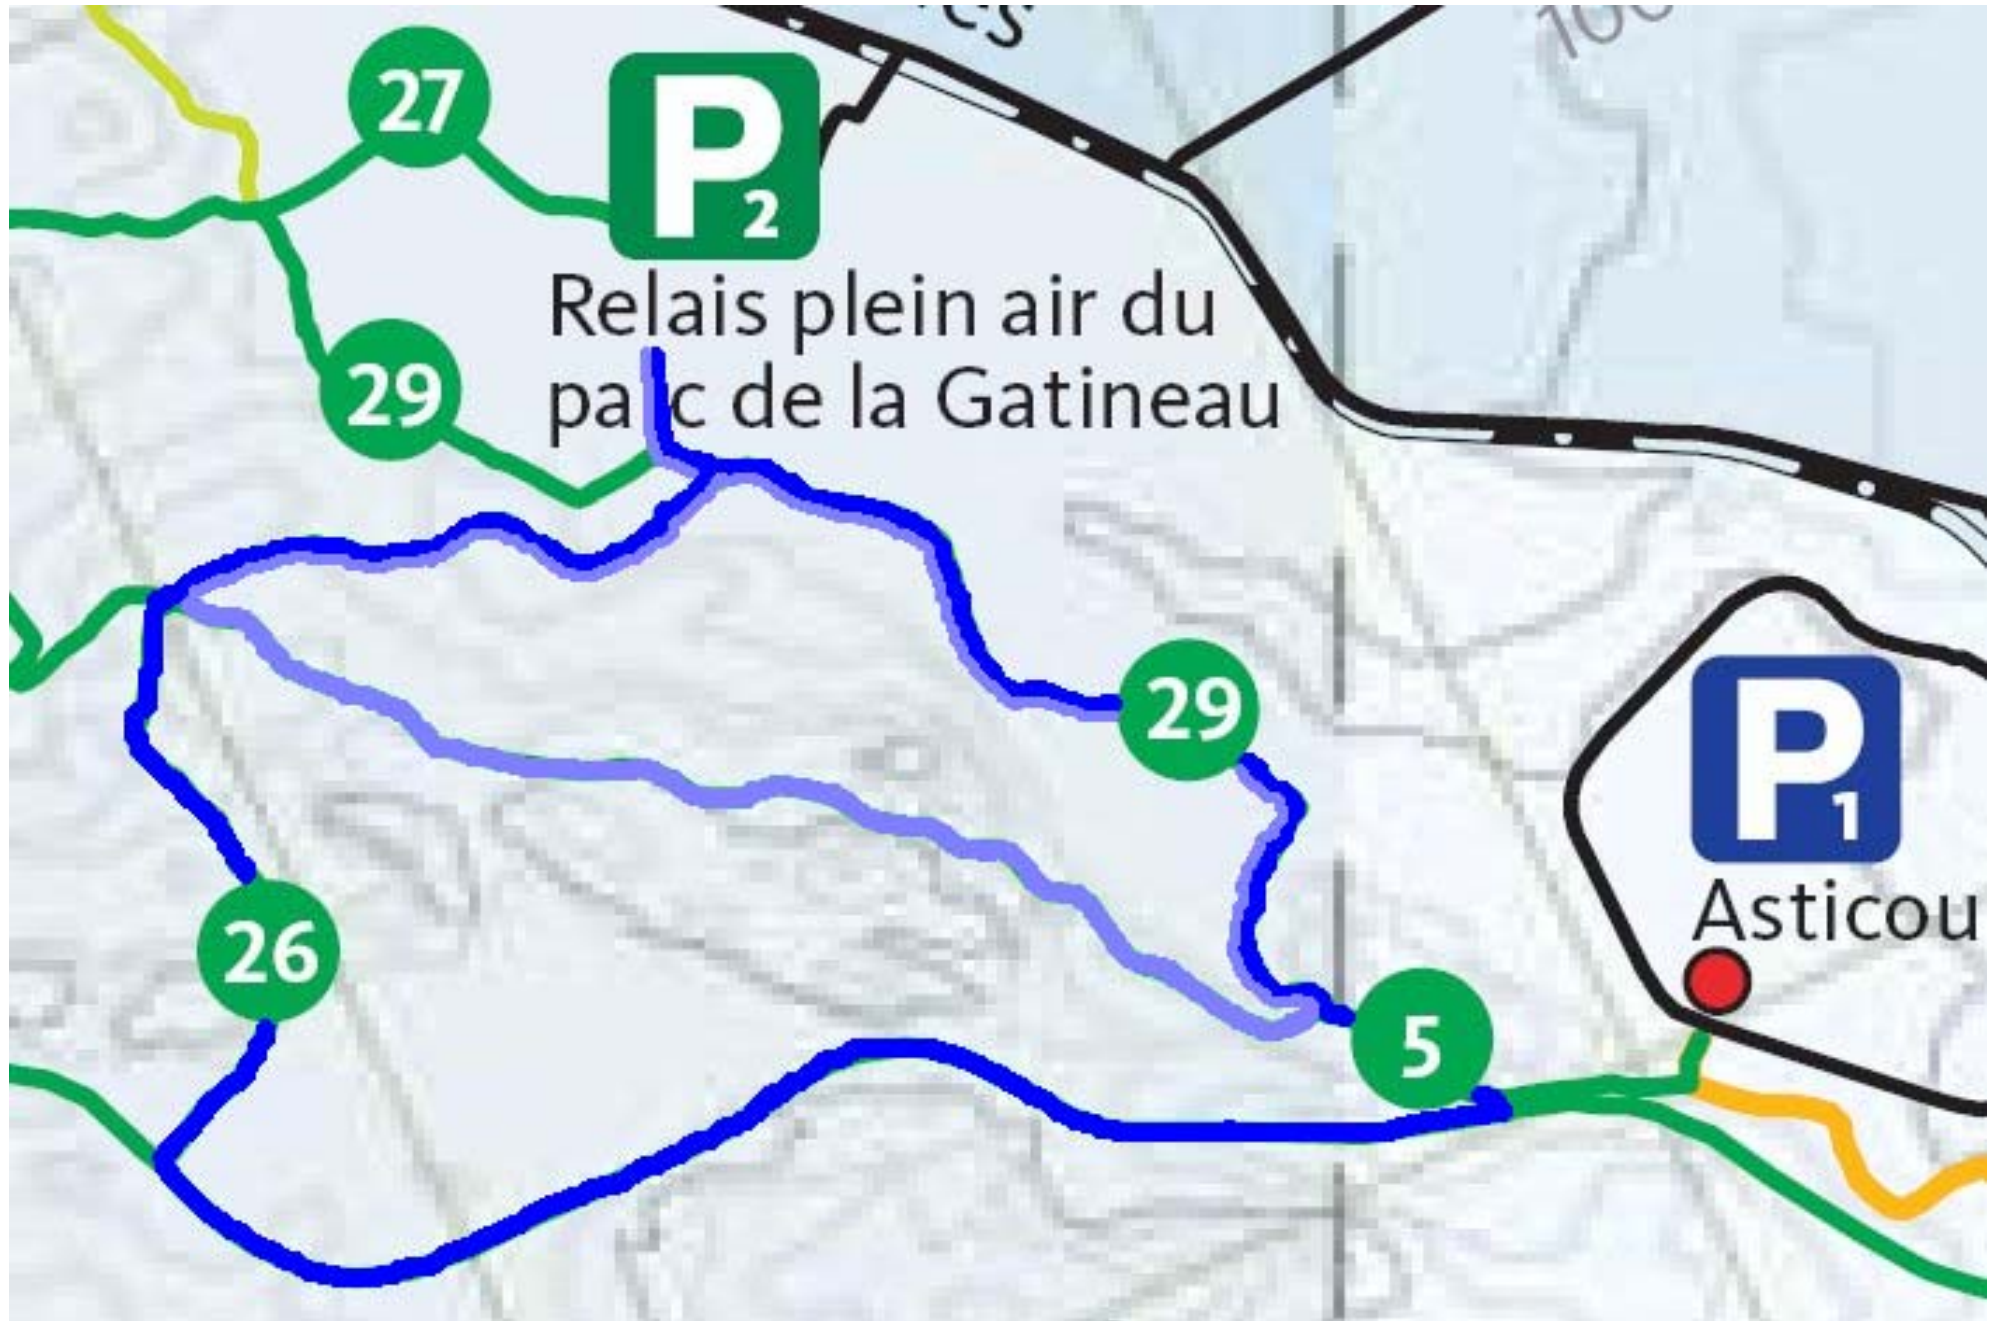 27
P2
Relais plein air du
parc de la Gatineau
29
29
P1
Asticou
26
5